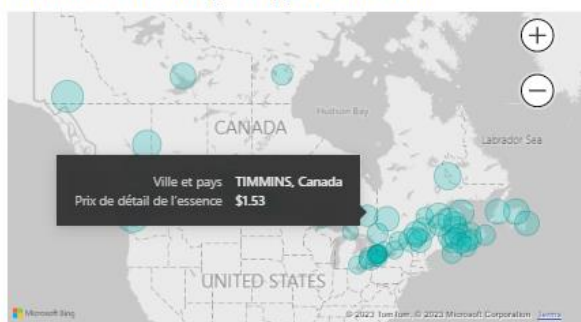 Hudson Bay
CANADA
Labrador Sea
Ville et pays TIMMINS, Canada
Prix de détail de l'essence $1.53
UNITED STATES
Microsoft Bing
© 2023 TomTom, © 2023 Microsoft Corporation Terms